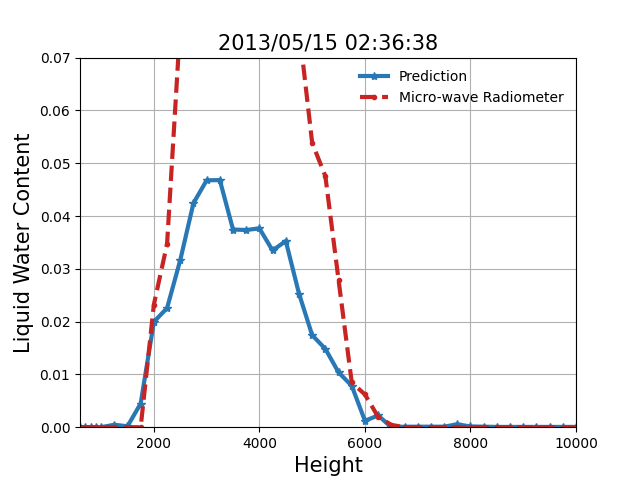 2013/05/15 02:36:38
0.07
0.06
0.05
0.04
0.03
0.02
0.01
0.00
Liquid Water Content
Prediction
Micro-wave Radiometer
2000 4000 6000 8000 10000
Height